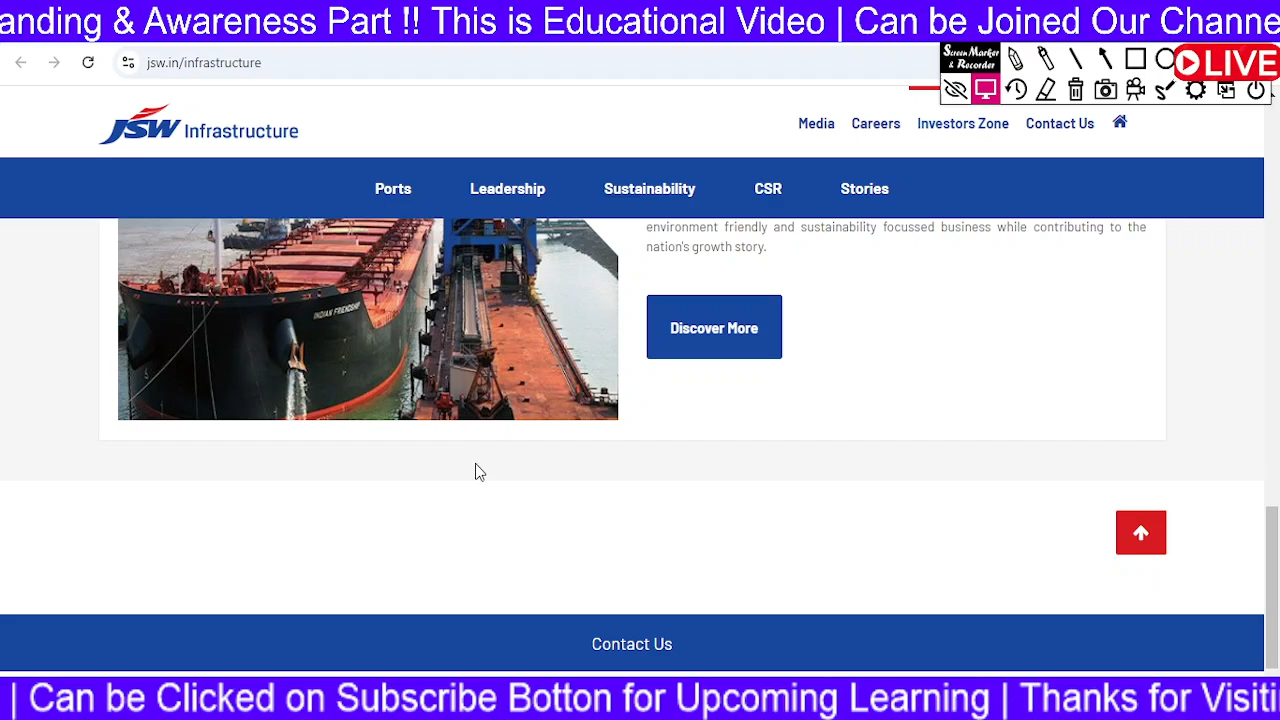 anding & Awareness Part !! This is Educational Video | Can be Joined Our Channe
jsw.in/infrastructure
Screen Marker
& Recorder
LIVE
JSW Infrastructure
Media Careers Investors Zone Contact Us
Ports Leadership Sustainability CSR Stories
environment friendly and sustainability focussed business while contributing to the
nation's growth story.
INDIAN FRIENDSHIP
Discover More
Contact Us
| Can be Clicked on Subscribe Botton for Upcoming Learning | Thanks for Visiti